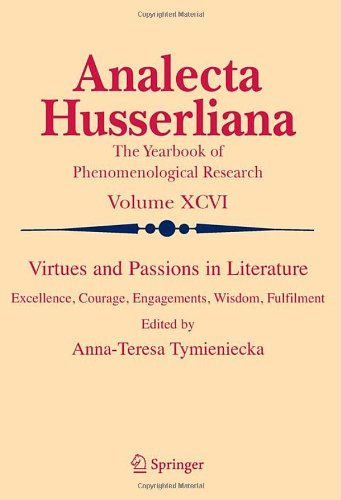 Analecta
Husserliana
The Yearbook of
Phenomenological Research
Volume XCVI
Virtues and Passions in Literature
Excellence, Courage, Engagements, Wisdom, Fulfilment
Edited by
Anna-Teresa Tymieniecka
Springer